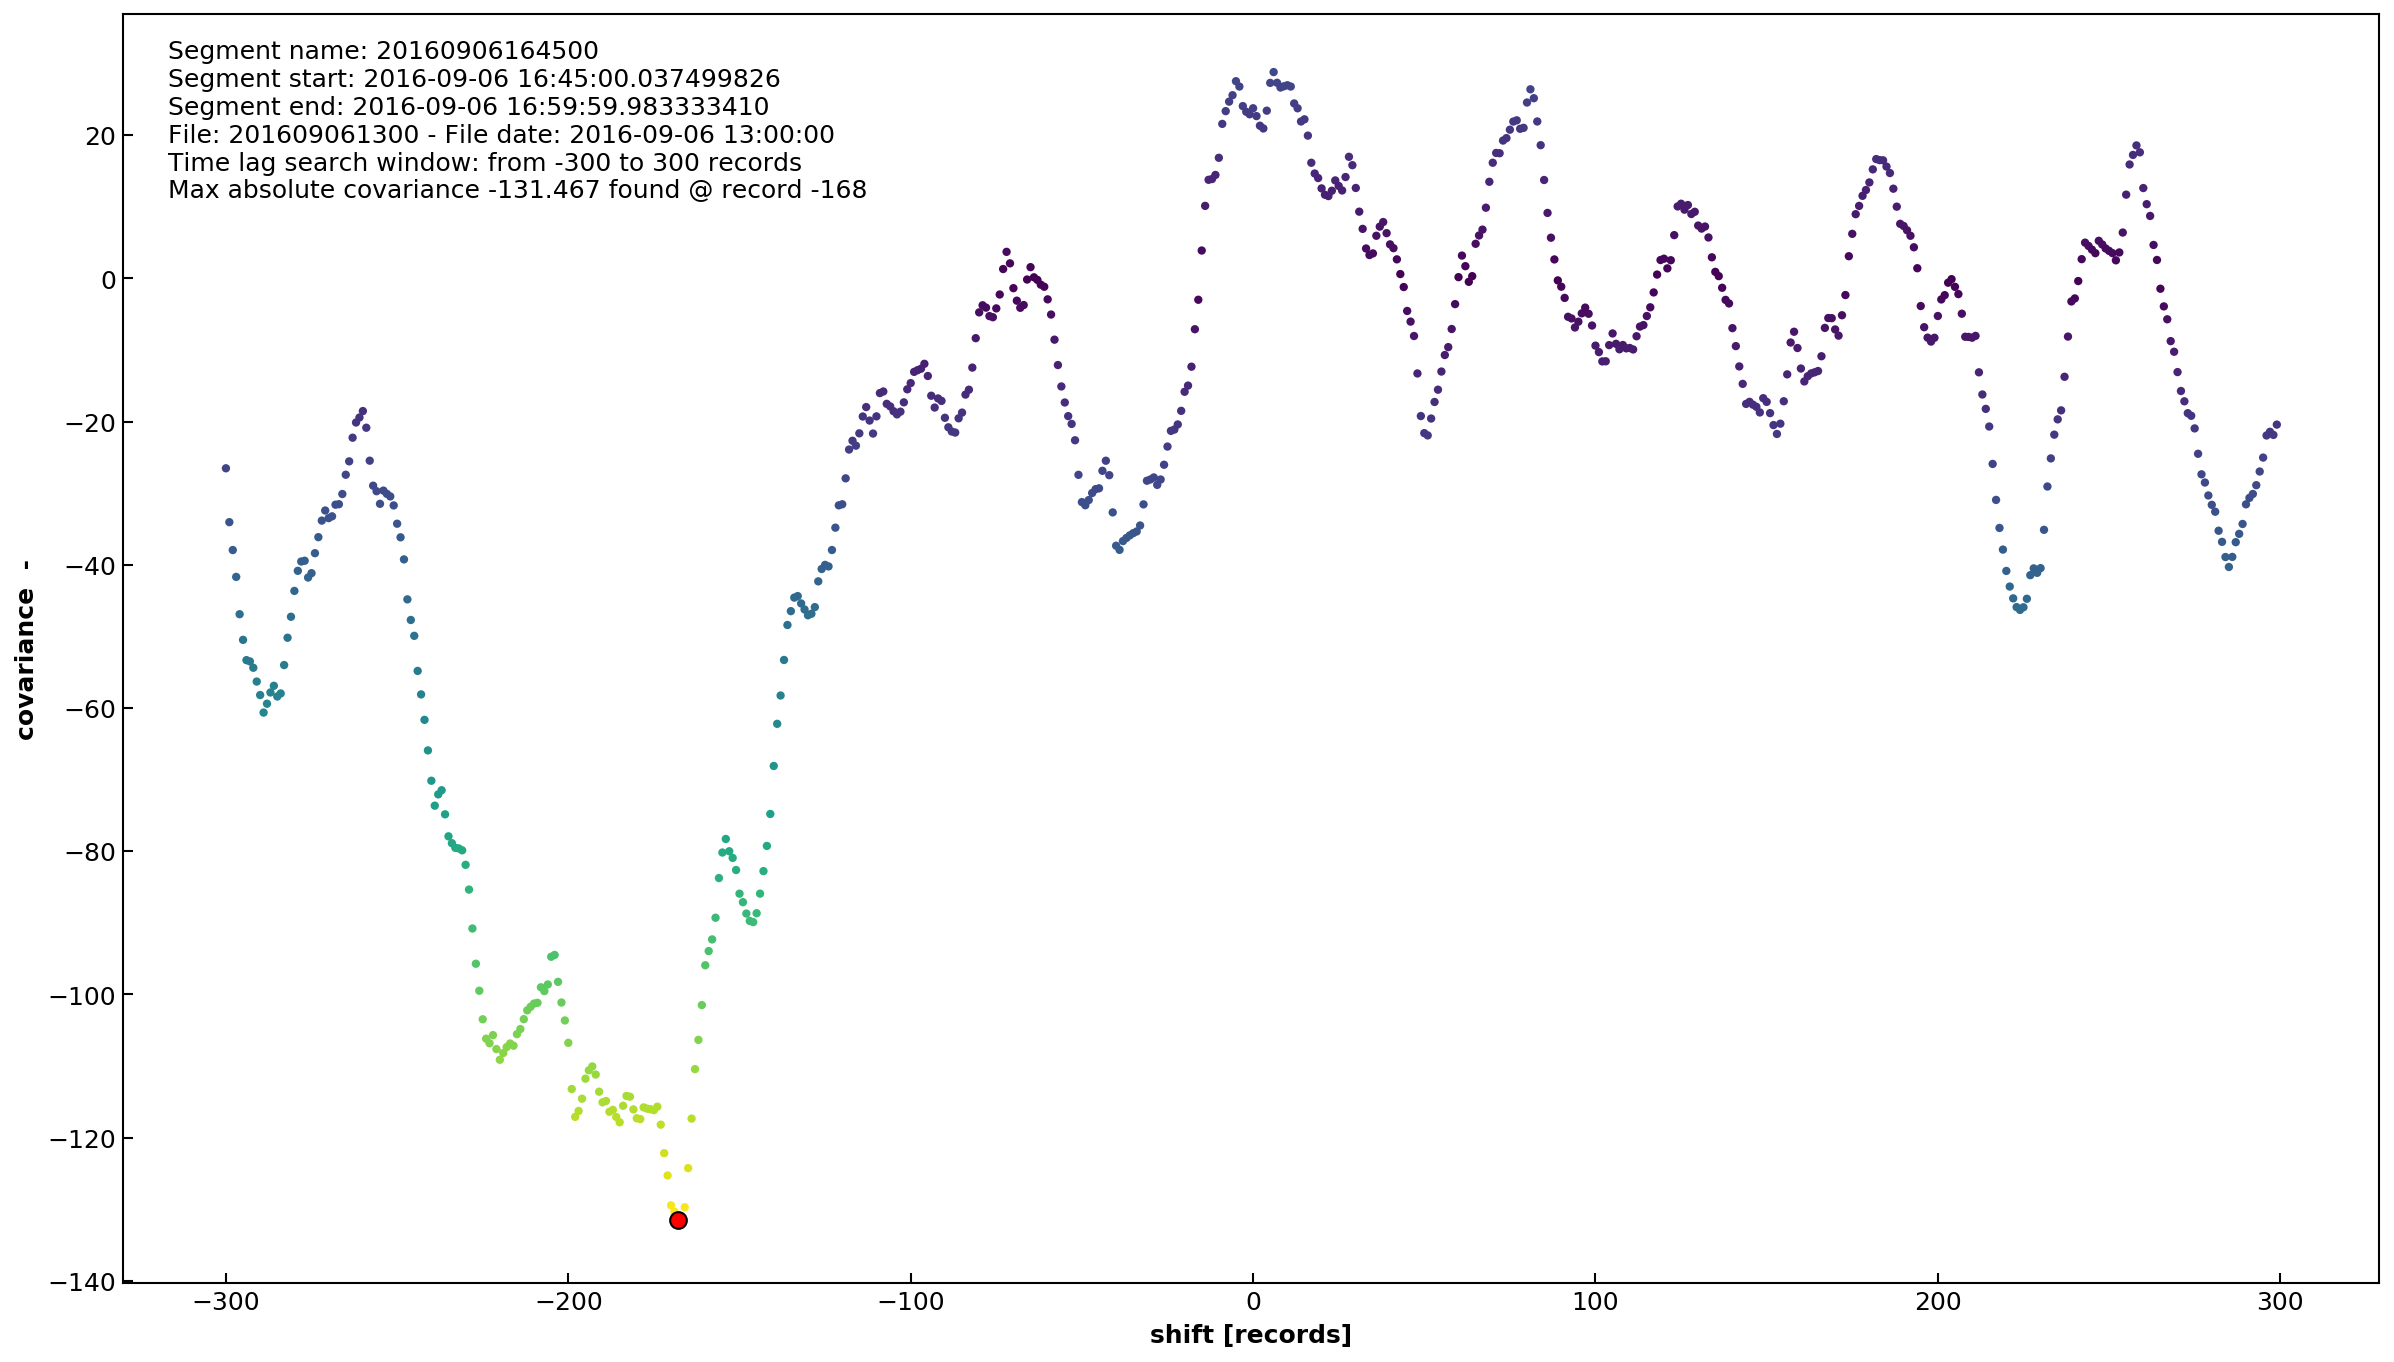 Segment name: 20160906164500
Segment start: 2016-09-06 16:45:00.037499826
Segment end: 2016-09-06 16:59:59.983333410
File: 201609061300 - File date: 2016-09-06 13:00:00
Time lag search window: from -300 to 300 records
Max absolute covariance -131.467 found @ record -168
20
0
−20
−40
−60
−80
−100
−120
−140
covariance -
−300
−200
−100
0
100
200
300
shift [records]